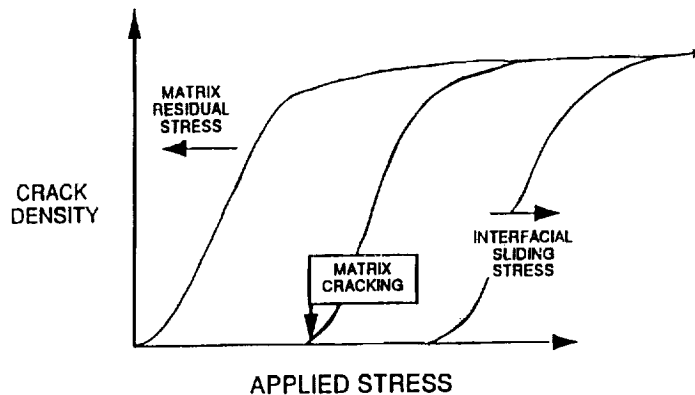 MATRIX
RESIDUAL
STRESS
CRACK
DENSITY
INTERFACIAL
SLIDING
STRESS
MATRIX
CRACKING
APPLIED STRESS